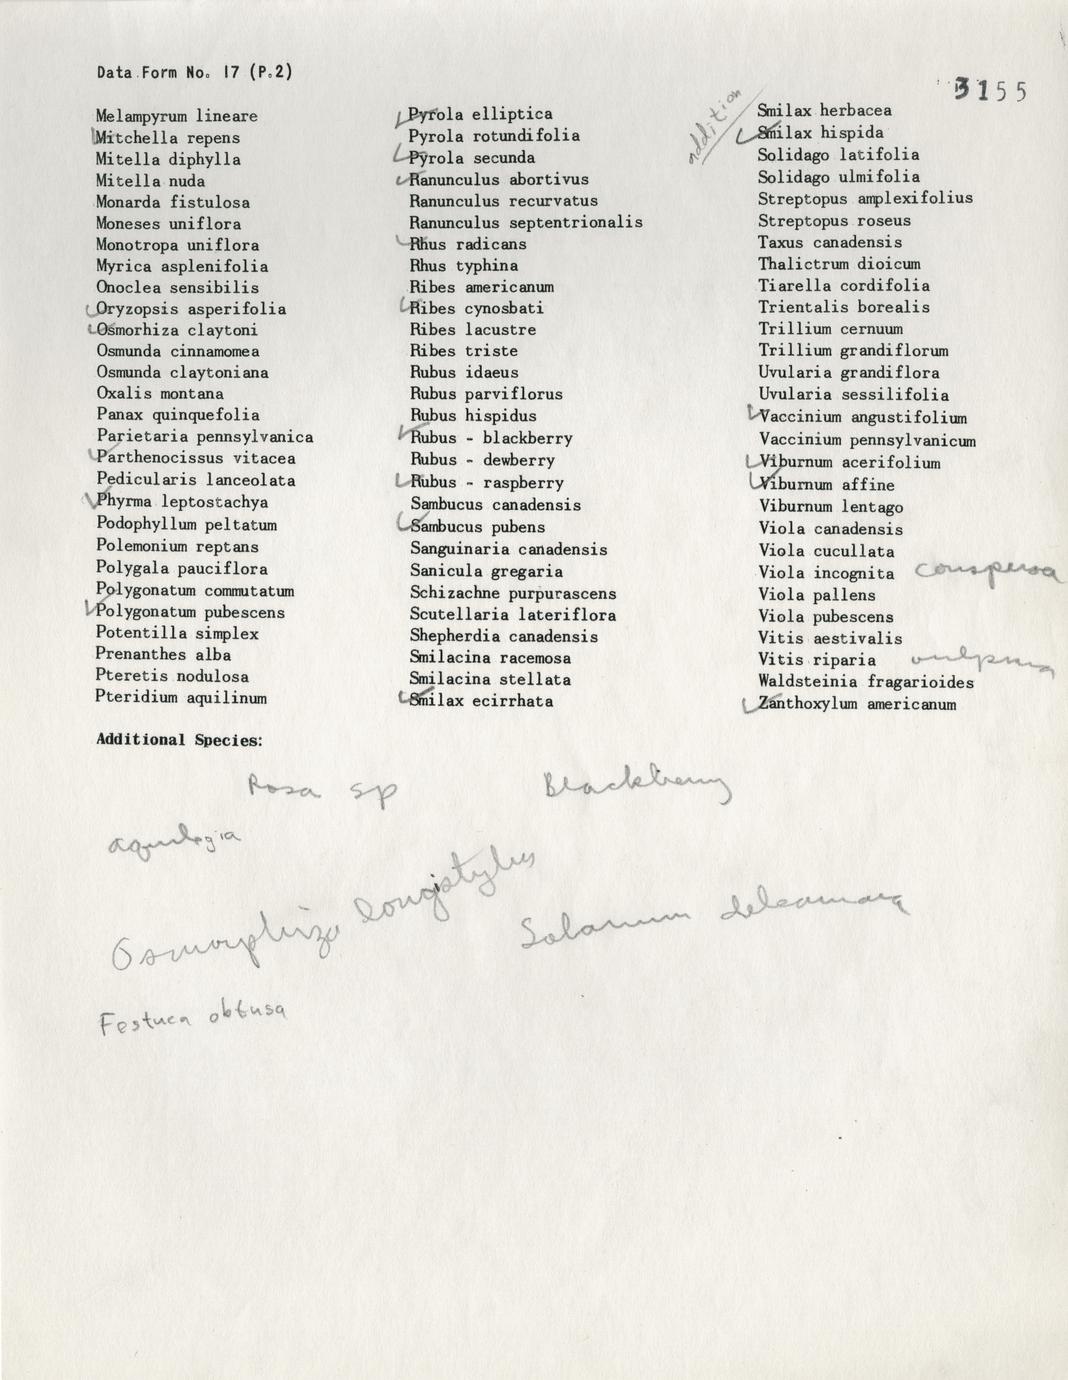 Data Form No. 17 (P.2)
3155
Melampyrum lineare
Mitchella repens
Mitella diphylla
Mitella nuda
Monarda fistulosa
Moneses uniflora
Monotropa uniflora
Myrica asplenifolia
Onoclea sensibilis
Oryzopsis asperifolia
Osmorhiza claytoni
Osmunda cinnamomea
Osmunda claytoniana
Oxalis montana
Panax quinquefolia
Parietaria pennsylvanica
Parthenocissus vitacea
Pedicularis lanceolata
Phyrma leptostachya
Podophyllum peltatum
Polemonium reptans
Polygala pauciflora
Polygonatum commutatum
Polygonatum pubescens
Potentilla simplex
Prenanthes alba
Pteretis nodulosa
Pteridium aquilinum
Pyrola elliptica
Pyrola rotundifolia
Pyrola secunda
Ranunculus abortivus
Ranunculus recurvatus
Ranunculus septentrionalis
Rhus radicans
Rhus typhina
Ribes americanum
Ribes cynosbati
Ribes lacustre
Ribes triste
Rubus idaeus
Rubus parviflorus
Rubus hispidus
Rubus - blackberry
Rubus - dewberry
Rubus - raspberry
Sambucus canadensis
Sambucus pubens
Sanguinaria canadensis
Sanicula gregaria
Schizachne purpurascens
Scutellaria lateriflora
Shepherdia canadensis
Smilacina racemosa
Smilacina stellata
Smilax ecirrhata
addition
Smilax herbacea
Smilax hispida
Solidago latifolia
Solidago ulmifolia
Streptopus amplexifolius
Streptopus roseus
Taxus canadensis
Thalictrum dioicum
Tiarella cordifolia
Trientalis borealis
Trillium cernuum
Trillium grandiflorum
Uvularia grandiflora
Uvularia sessilifolia
Vaccinium angustifolium
Vaccinium pennsylvanicum
Viburnum acerifolium
Viburnum affine
Viburnum lentago
Viola canadensis
Viola cucullata
Viola incognita conspersa
Viola pallens
Viola pubescens
Vitis aestivalis
Vitis riparia vulpina
Waldsteinia fragarioides
Zanthoxylum americanum
Additional Species:
Rosa sp Blackberry
aquilegia
Osmorphiza longistylus
Solanum delcamara
Festuca obtusa